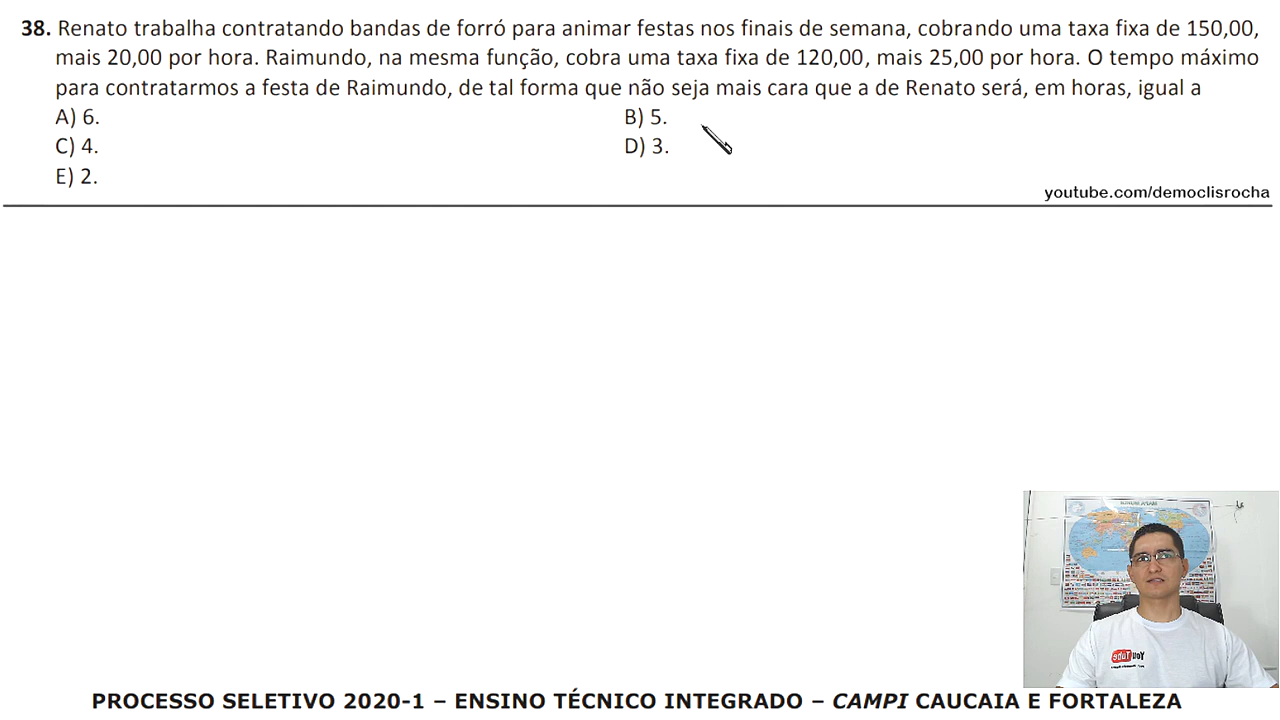 38. Renato trabalha contratando bandas de forró para animar festas nos finais de semana, cobrando uma taxa fixa de 150,00,
mais 20,00 por hora. Raimundo, na mesma função, cobra uma taxa fixa de 120,00, mais 25,00 por hora. O tempo máximo
para contratarmos a festa de Raimundo, de tal forma que não seja mais cara que a de Renato será, em horas, igual a
A) 6. B) 5.
C) 4. D) 3.
E) 2.
youtube.com/democlisrocha
PROCESSO SELETIVO 2020-1 – ENSINO TÉCNICO INTEGRADO – CAMPI CAUCAIA E FORTALEZA